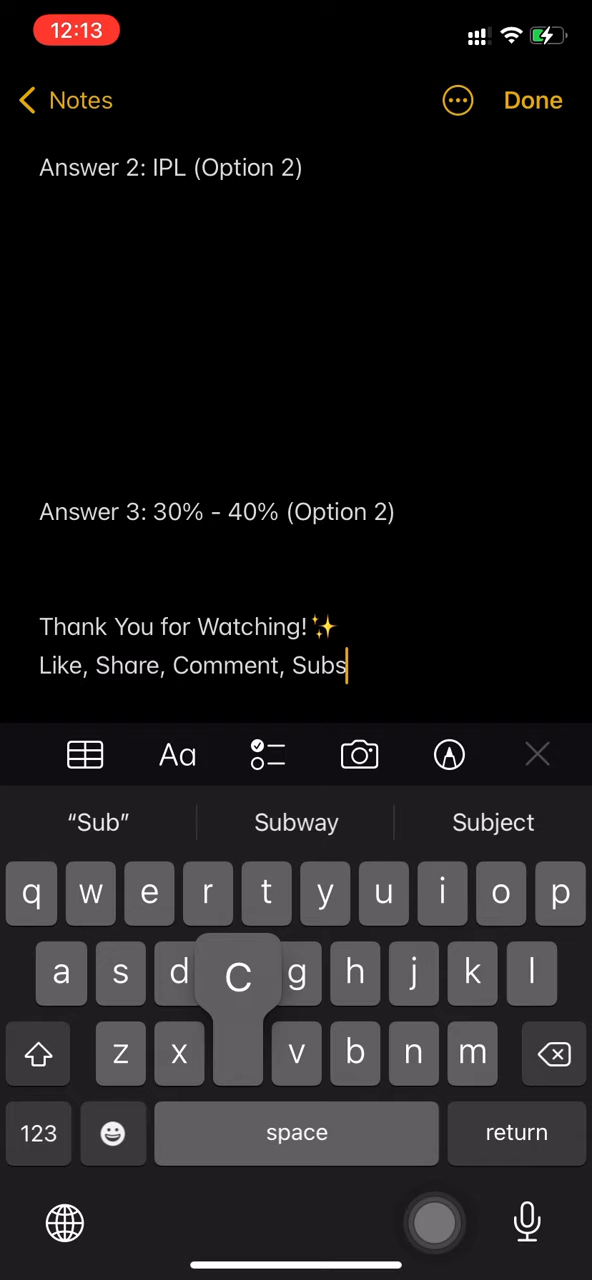 12:13
Notes
Done
Answer 2: IPL (Option 2)
Answer 3: 30% - 40% (Option 2)
Thank You for Watching!✨
Like, Share, Comment, Subs
Aa
“Sub” Subway Subject
q w e r t y u i o p
a s d C g h j k l
z x v b n m
123 space return